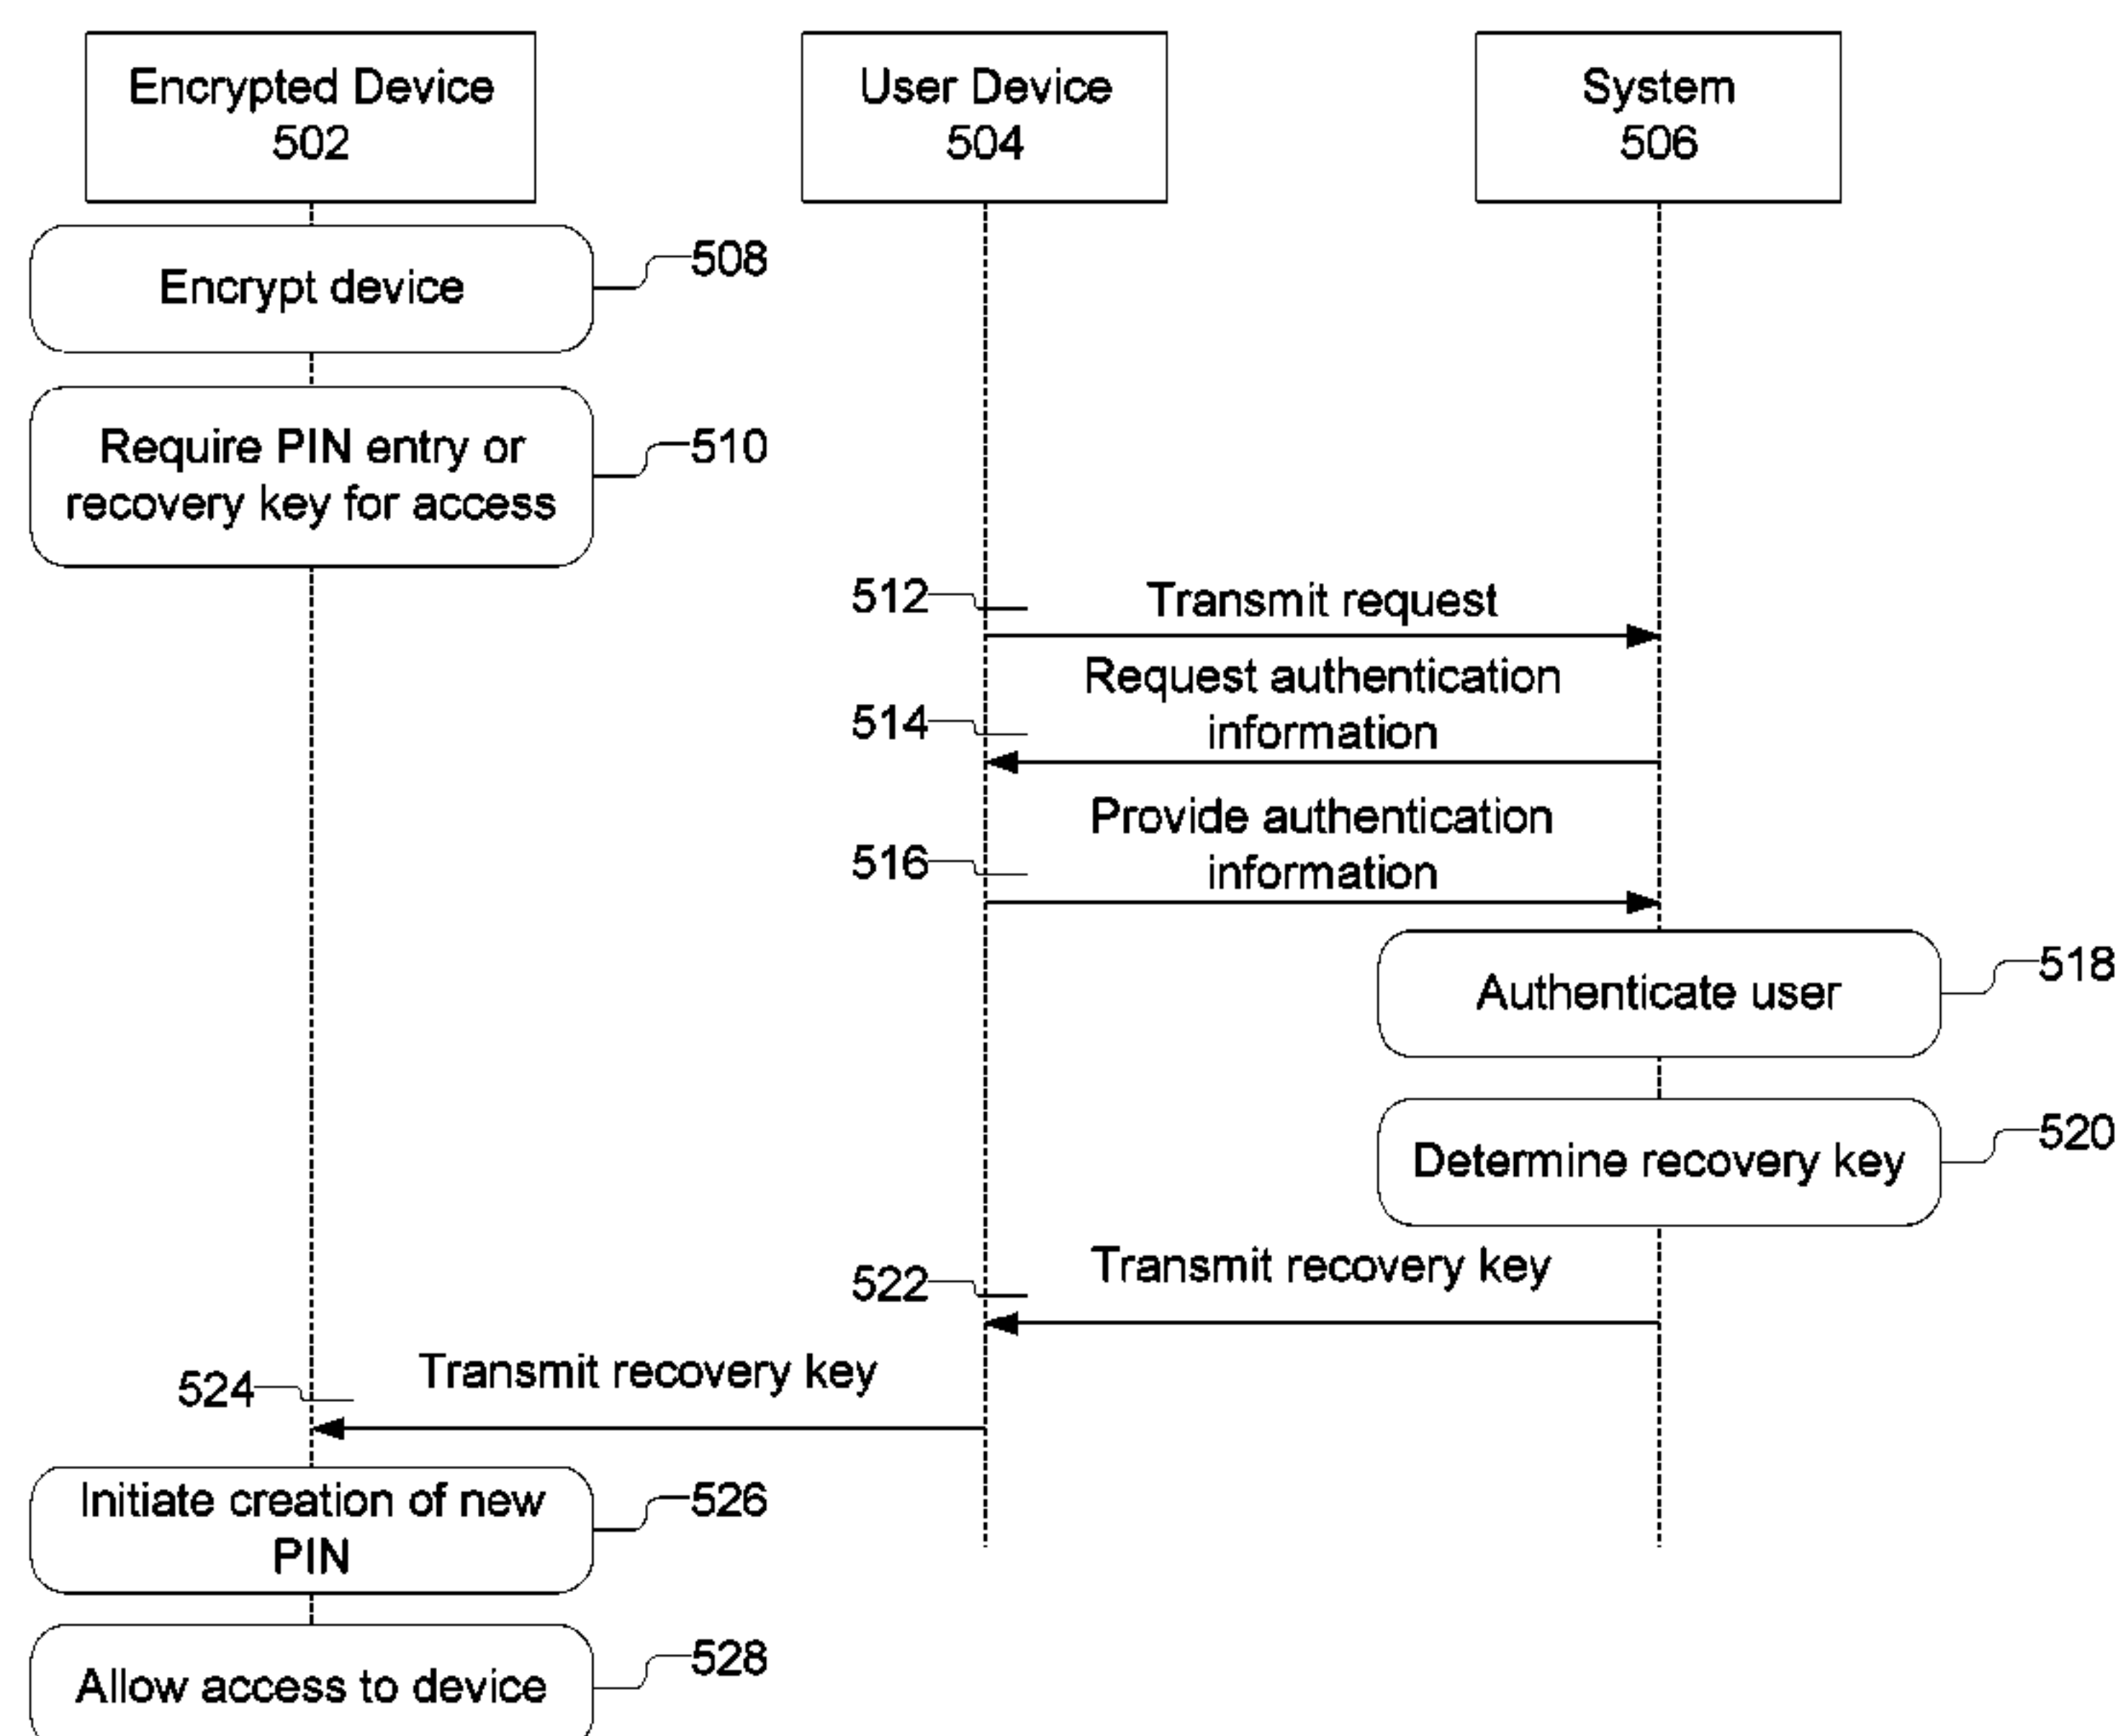 Encrypted Device
502
User Device
504
System
506
Encrypt device
508
Require PIN entry or
recovery key for access
510
512
Transmit request
Request authentication
514
information
Provide authentication
516
information
Authenticate user
518
Determine recovery key
520
522
Transmit recovery key
524
Transmit recovery key
Initiate creation of new
PIN
526
Allow access to device
528